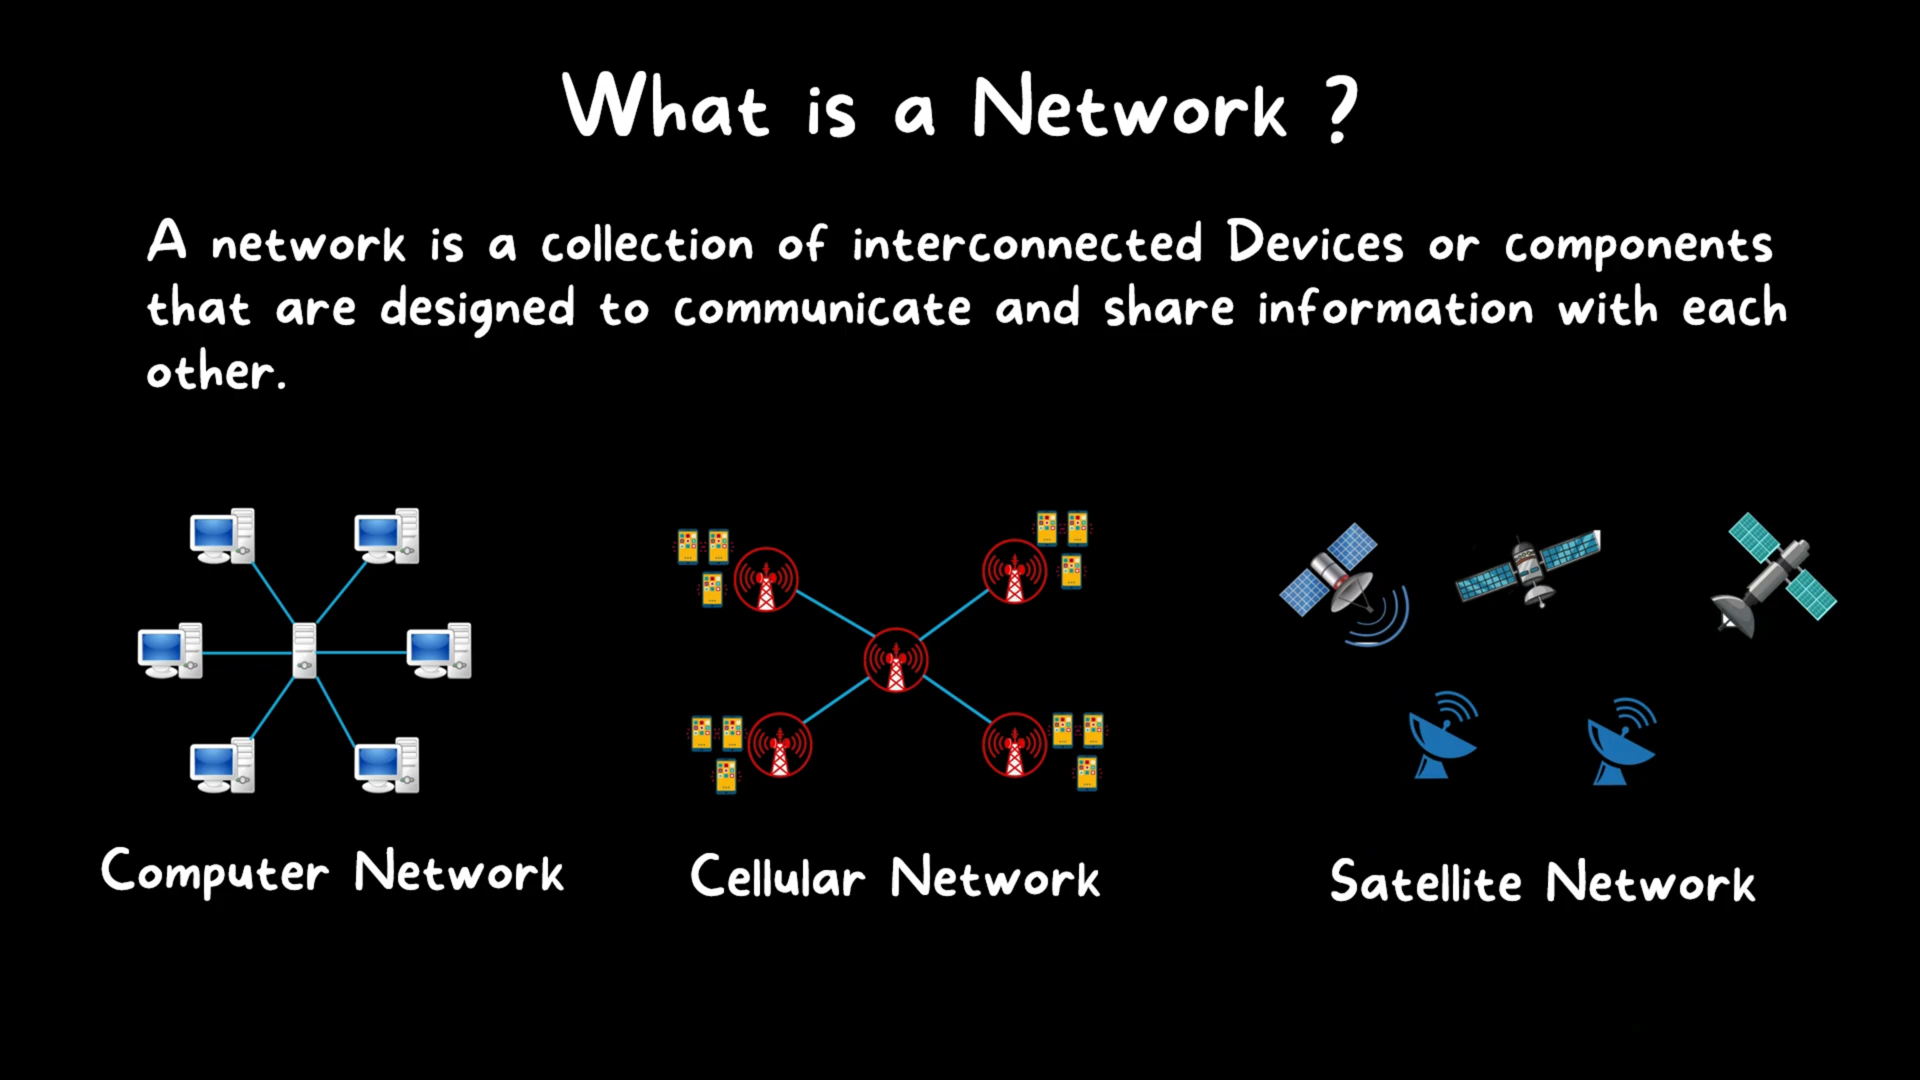 What is a Network ?
A network is a collection of interconnected Devices or components
that are designed to communicate and share information with each
other.
Computer Network
Cellular Network
Satellite Network